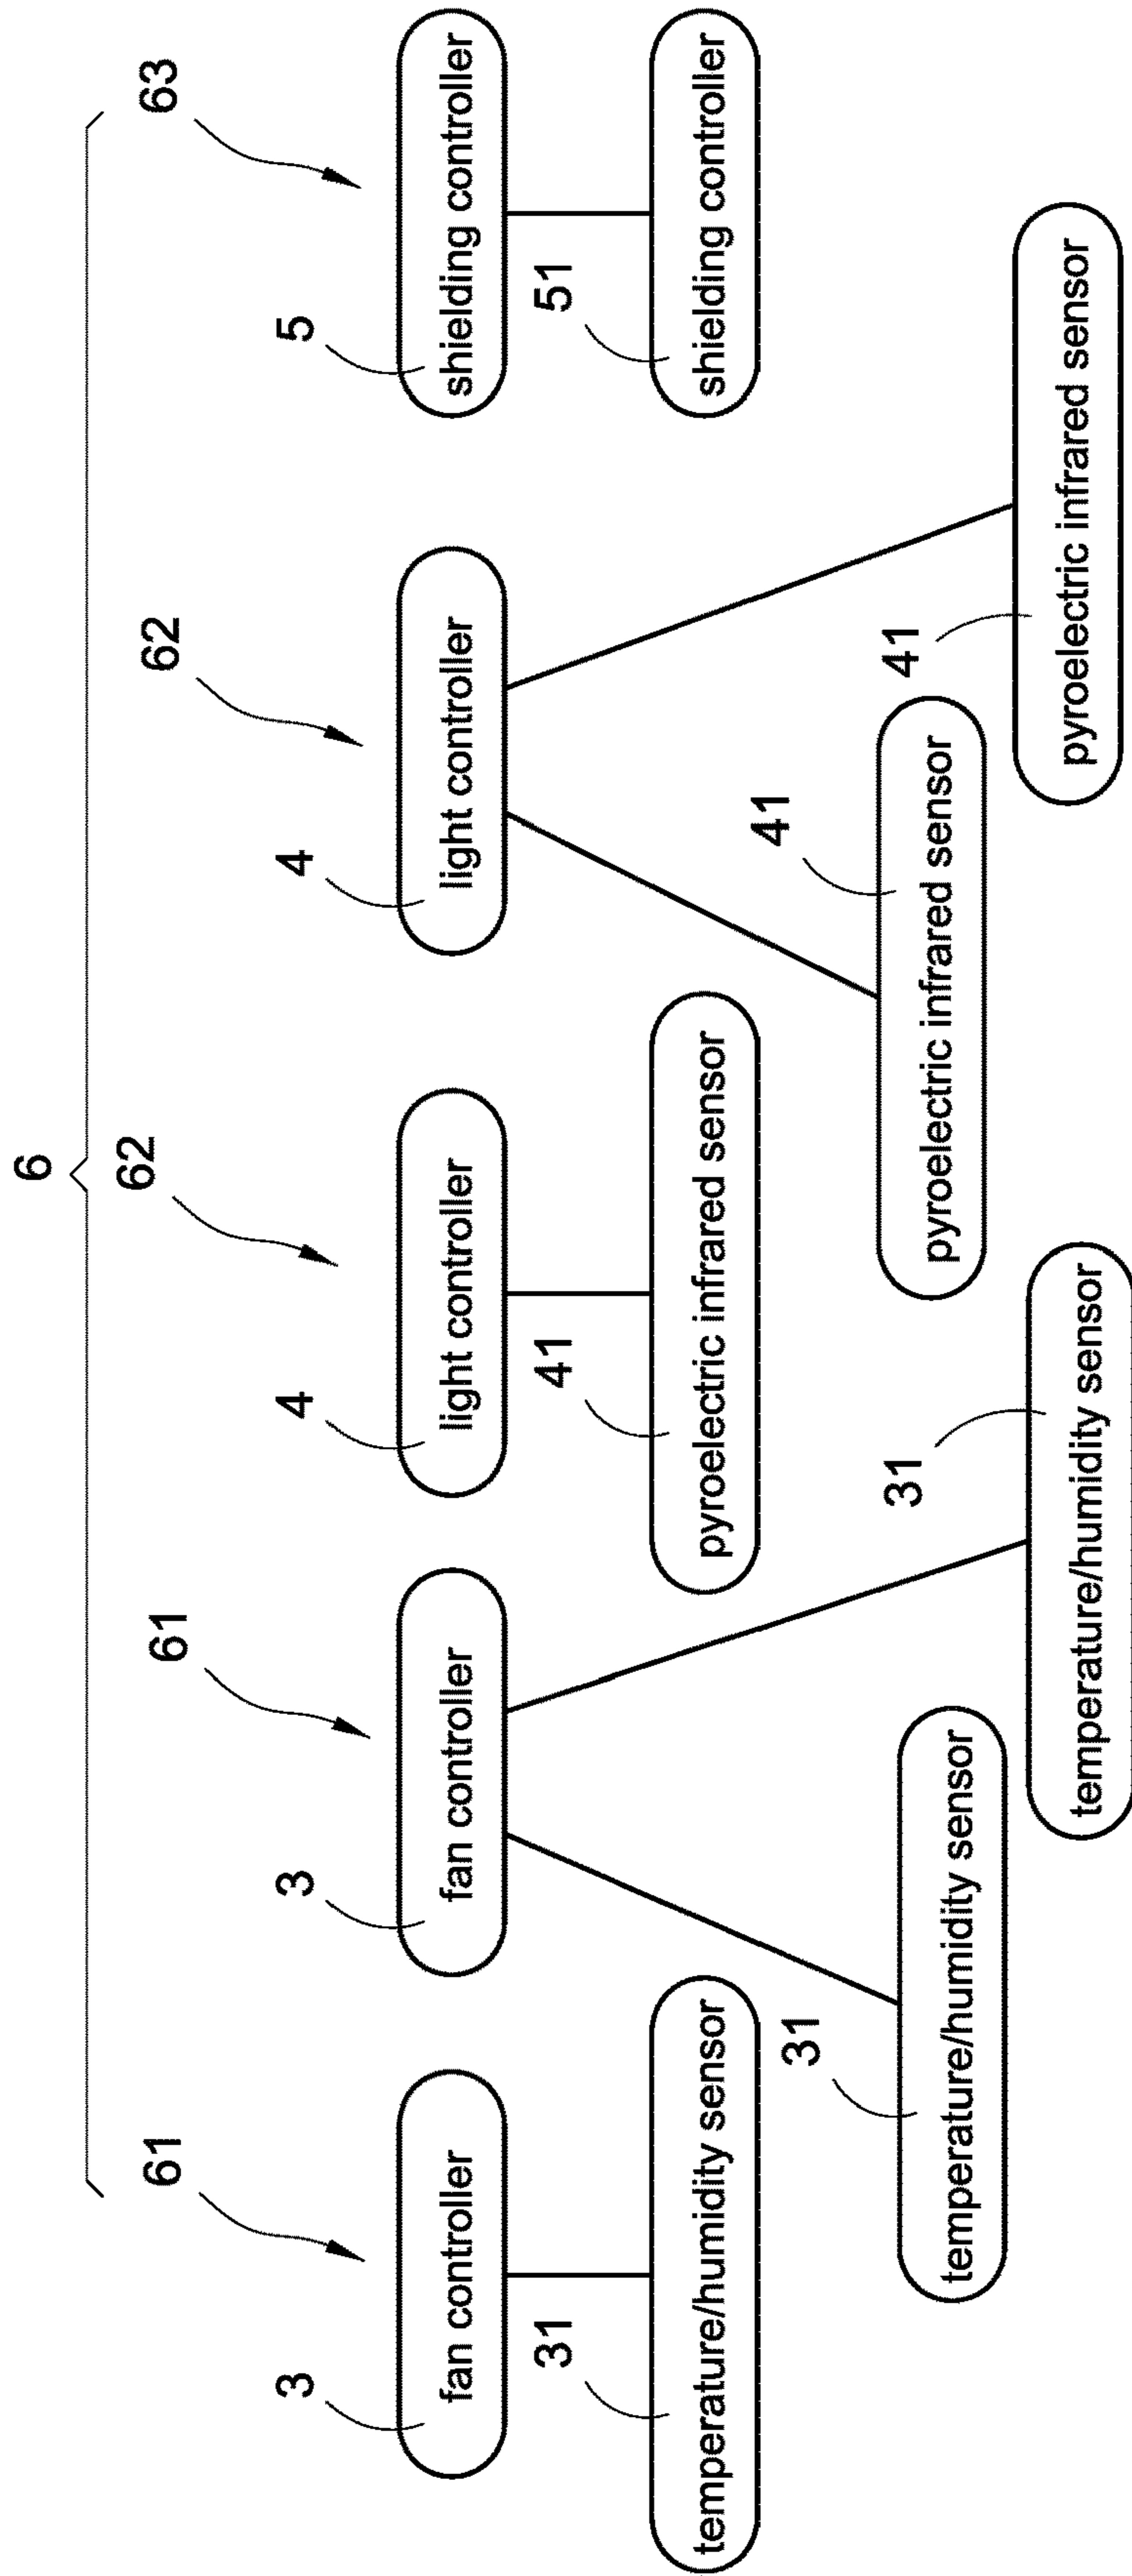 6
61
61
62
62
63
3
fan controller
3
fan controller
4
light controller
4
light controller
5
shielding controller
31
temperature/humidity sensor
41
pyroelectric infrared sensor
51
shielding controller
31
temperature/humidity sensor
31
temperature/humidity sensor
41
pyroelectric infrared sensor
41
pyroelectric infrared sensor